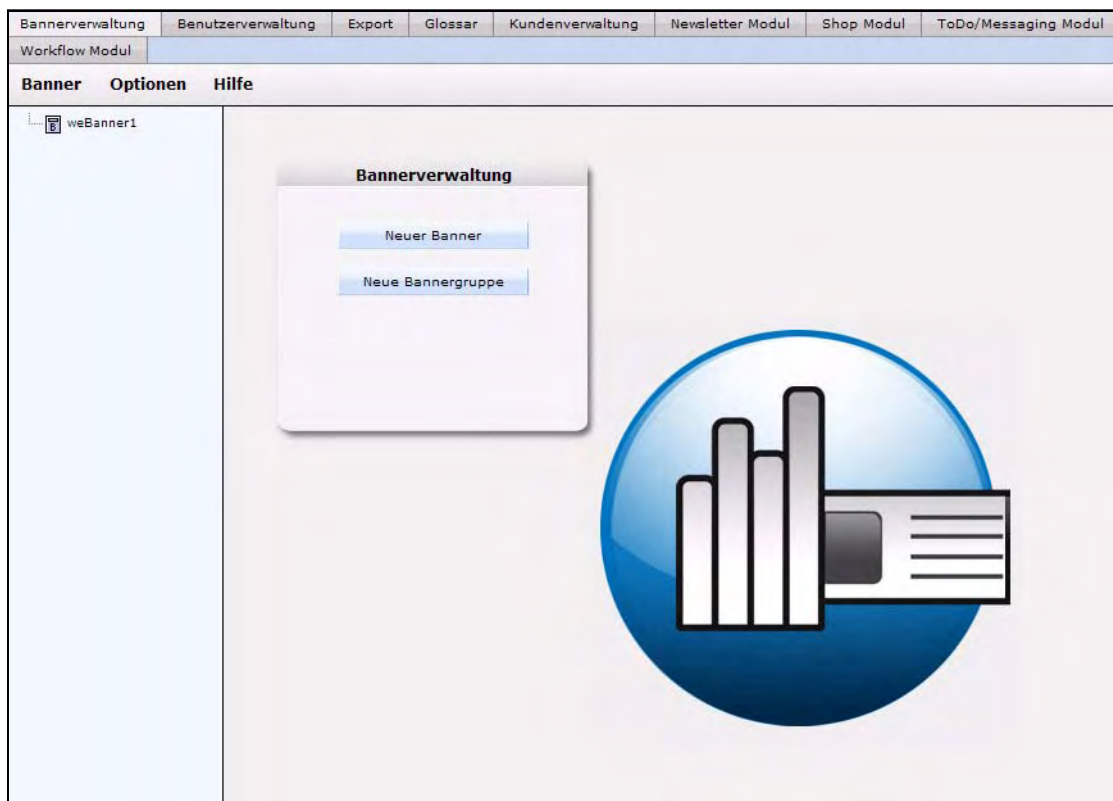 Bannerverwaltung Benutzerverwaltung Export Glossar Kundenverwaltung Newsletter Modul Shop Modul ToDo/Messaging Modul
Workflow Modul
Banner Optionen Hilfe
weBanner1
Bannerverwaltung
Neuer Banner
Neue Bannergruppe